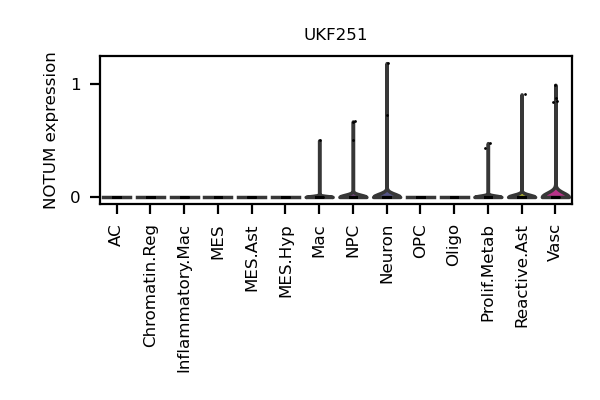 UKF251
NOTUM expression
1
0
AC
Chromatin.Reg
Inflammatory.Mac
MES
MES.Ast
MES.Hyp
Mac
NPC
Neuron
OPC
Oligo
Prolif.Metab
Reactive.Ast
Vasc